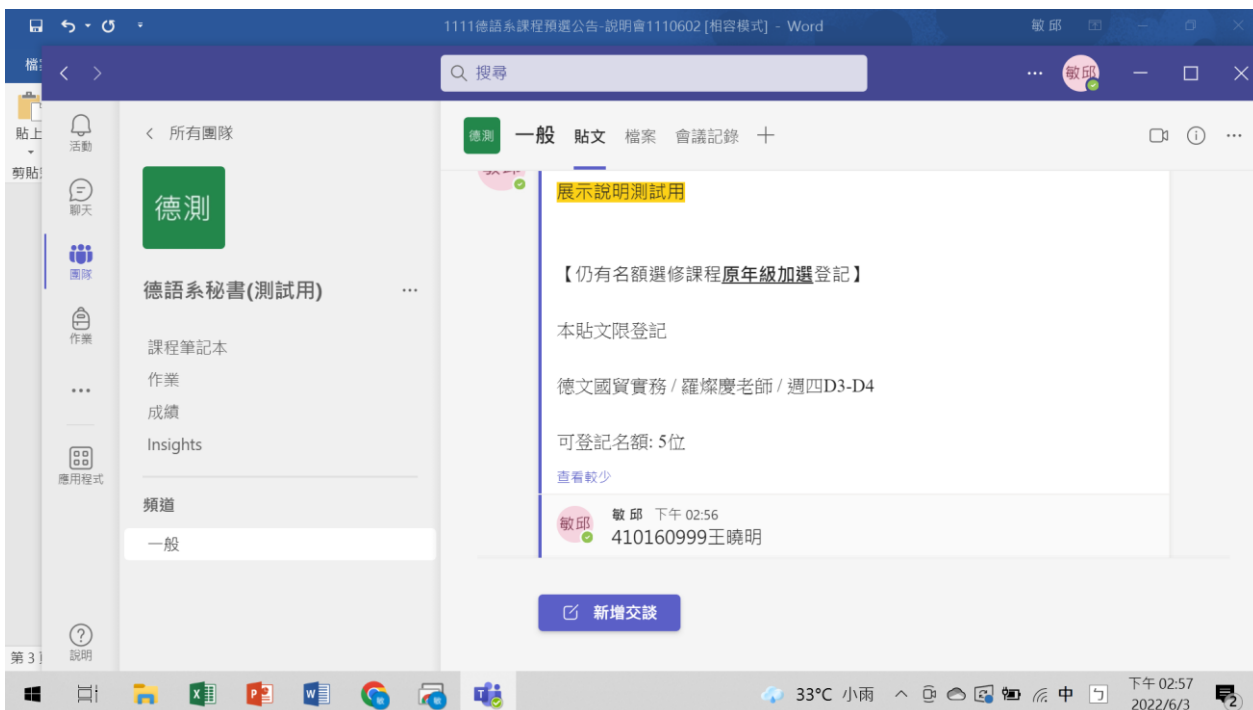 1111德語系課程預選公告-說明會1110602 [相容模式] - Word
敏 邱
檔
搜尋
敏邱
貼上
剪貼
活動
聊天
團隊
作業
應用程式
說明
所有團隊
德測
德語系秘書(測試用)
課程筆記本
作業
成績
Insights
頻道
一般
德測
一般 貼文 檔案 會議記錄
展示說明測試用
【仍有名額選修課程原年級加選登記】
本貼文限登記
德文國貿實務 / 羅燦慶老師 / 週四D3-D4
可登記名額: 5位
查看較少
敏邱
敏 邱 下午 02:56
410160999王曉明
新增交談
第 3
33°C 小雨
中
ㄅ
下午 02:57
2022/6/3
2